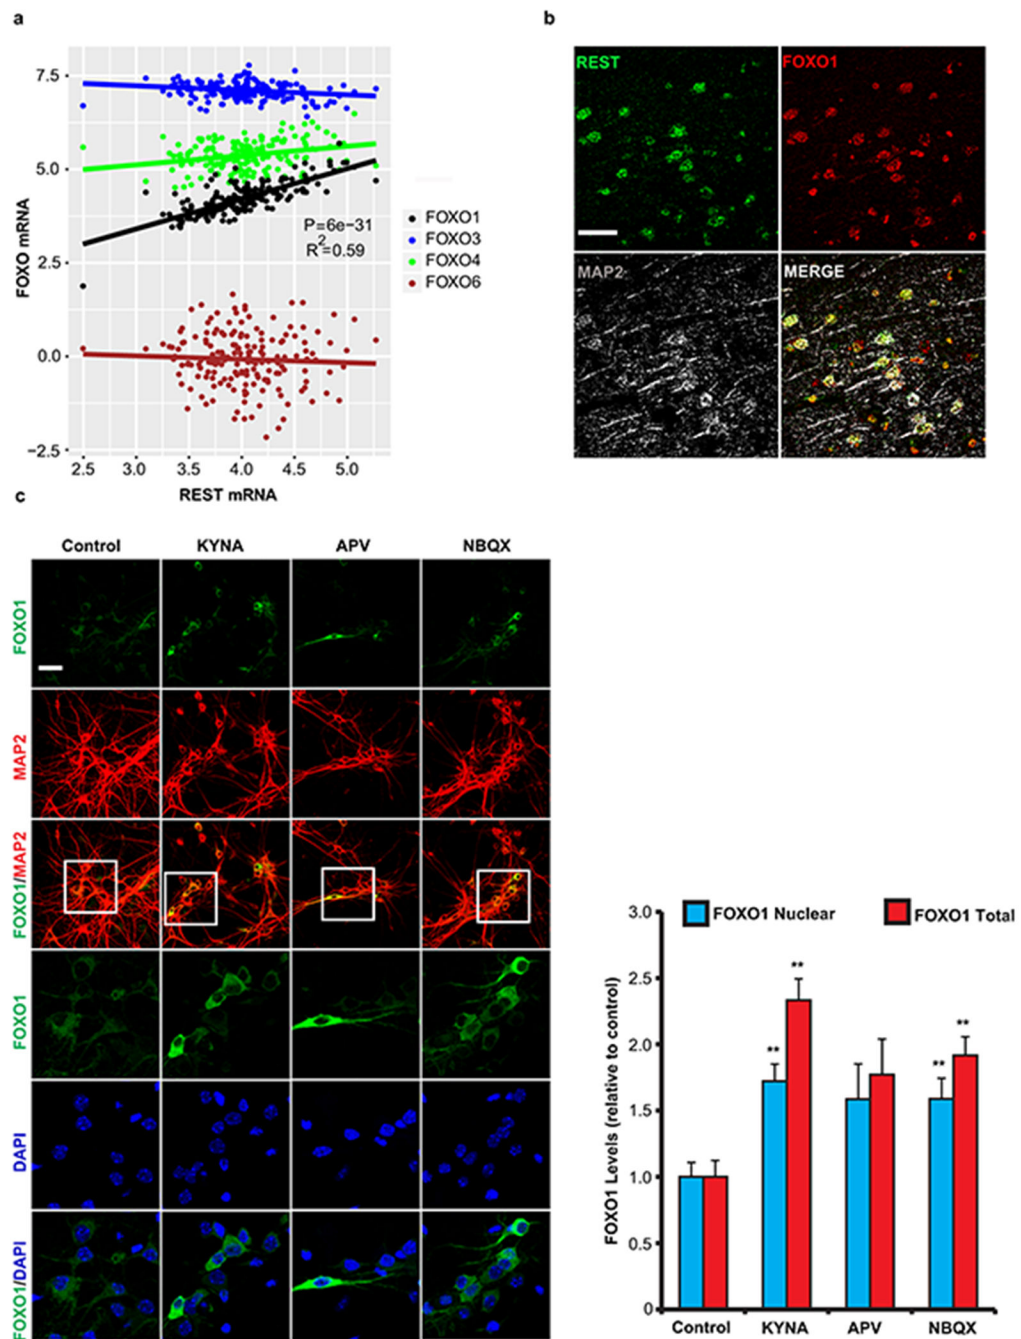 a
FOXO mRNA
7.5
5.0
2.5
0.0
−2.5
2.5 3.0 3.5 4.0 4.5 5.0
REST mRNA
P=6e−31
R2=0.59
FOXO1
FOXO3
FOXO4
FOXO6
b
REST
FOXO1
MAP2
MERGE
c
Control KYNA APV NBQX
FOXO1
MAP2
FOXO1/MAP2
FOXO1
DAPI
FOXO1/DAPI
FOXO1 Nuclear
FOXO1 Total
FOXO1 Levels (relative to control)
3.0
2.5
2.0
1.5
1.0
0.5
0
**
**
**
**
Control KYNA APV NBQX